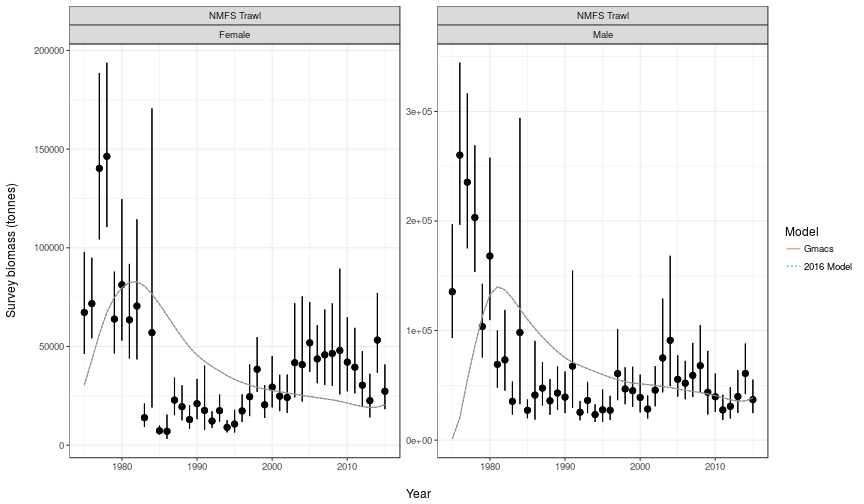 NMFS Trawl
NMFS Trawl
Female
Male
200000
150000
100000
50000
0
3e+05
2e+05
1e+05
0e+00
1980
1990
2000
2010
1980
1990
2000
2010
Survey biomass (tonnes)
Year
Model
Gmacs
2016 Model